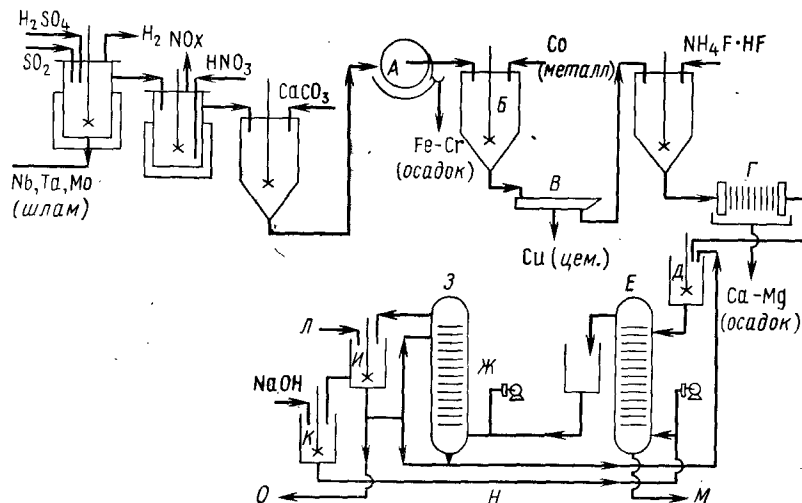 H₂SO₄
SO₂
H₂
NOx
HNO₃
CaCO₃
Nb, Ta, Mo
(шлам)
А
Fe-Cr
(осадок)
Б
Co
(металл)
В
Cu (цем.)
NH₄F·HF
Г
Ca-Mg
(осадок)
Д
Е
Ж
З
И
Л
NaOH
К
О
Н
М